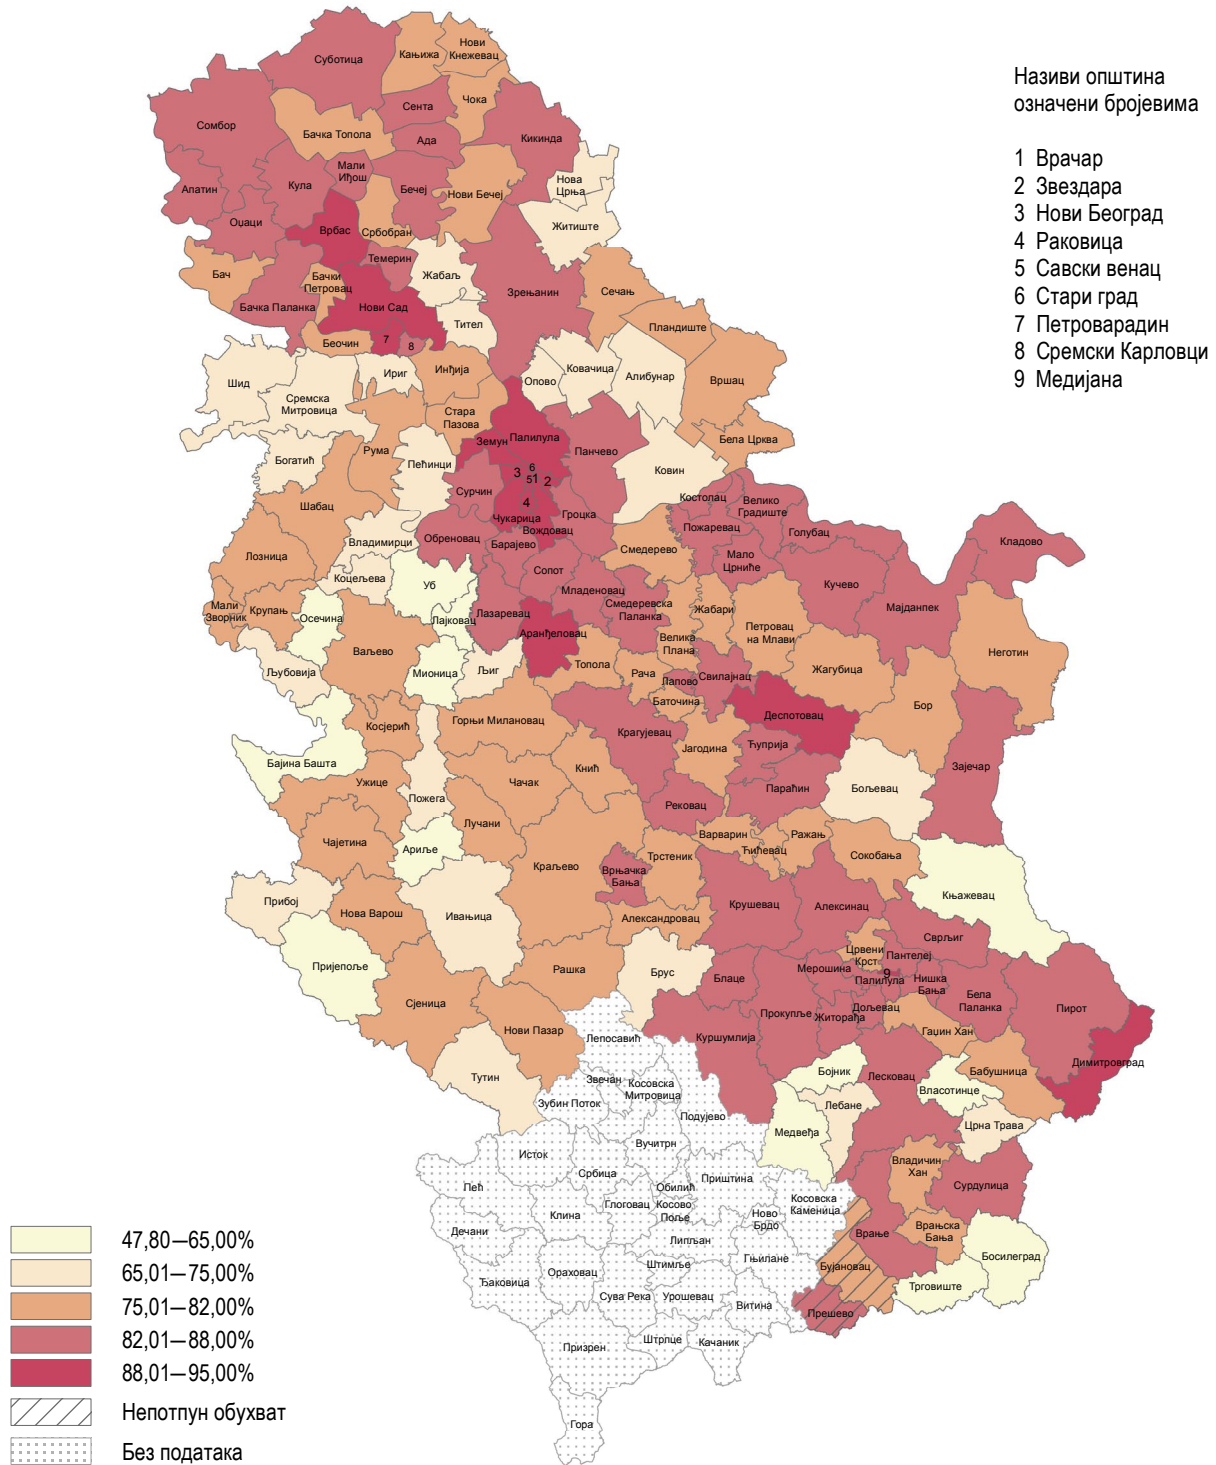 Називи општина
означени бројевима
1 Врачар
2 Звездара
3 Нови Београд
4 Раковица
5 Савски венац
6 Стари град
7 Петроварадин
8 Сремски Карловци
9 Медијана
Суботица
Кањижа
Нови
Кнежевац
Сомбор
Бачка Топола
Сента
Чока
Ада
Кикинда
Апатин
Кула
Мали
Иђош
Бечеј
Нови Бечеј
Нова
Црња
Оџаци
Врбас
Србобран
Житиште
Темерин
Бач
Бачки
Петровац
Жабаљ
Бачка Паланка
Нови Сад
Зрењанин
Сечањ
Тител
Беочин
7
8
Пландиште
Шид
Ириг
Инђија
Сремска
Митровица
Опово
Ковачица
Алибунар
Вршац
Стара
Пазова
Рума
Земун
Палилула
Панчево
Бела Црква
Богатић
Пећинци
3
6
5
1
2
Ковин
Шабац
Сурчин
4
Чукарица
Гроцка
Костолац
Велико
Градиште
Вождовац
Пожаревац
Голубац
Владимирци
Обреновац
Барајево
Смедерево
Мало
Црниће
Кладово
Лозница
Коцељева
Уб
Сопот
Младеновац
Кучево
Мајданпек
Мали
Зворник
Крупањ
Осечина
Лајковац
Лазаревац
Смедеревска
Паланка
Жабари
Петровац
на Млави
Аранђеловац
Велика
Плана
Неготин
Љубовија
Ваљево
Мионица
Љиг
Топола
Рача
Лапово
Свилајнац
Жагубица
Баточина
Деспотовац
Бор
Косјерић
Горњи Милановац
Крагујевац
Јагодина
Ћуприја
Бајина Башта
Ужице
Чачак
Кнић
Зајечар
Пожега
Рековац
Параћин
Бољевац
Лучани
Чајетина
Ариље
Варварин
Ражањ
Ћићевац
Краљево
Трстеник
Сокобања
Врњачка
Бања
Књажевац
Прибој
Нова Варош
Ивањица
Крушевац
Алексинац
Александровац
Сврљиг
Пријепоље
Рашка
Брус
Црвени
Крст
Пантелеј
Блаце
Мерошина
9
Палилула
Нишка
Бања
Бела
Паланка
Пирот
Сјеница
Нови Пазар
Прокупље
Житорађа
Дољевац
Гаџин Хан
Куршумлија
Лепосавић
Димитровград
Тутин
Звечан
Косовска
Митровица
Бојник
Лесковац
Власотинце
Бабушница
Зубин Поток
Подујево
Лебане
Медвеђа
Црна Трава
Вучитрн
Исток
Србица
Владичин
Хан
Пећ
Обилић
Приштина
Сурдулица
Косовска
Каменица
Клина
Глоговац
Косово
Поље
Ново
Брдо
Дечани
Липљан
Врање
Врањска
Бања
Штимље
Гњилане
Бујановац
Босилеград
Ђаковица
Ораховац
Сува Река
Урошевац
Витина
Трговиште
Прешево
Призрен
Штрпце
Качаник
Гора
47,80—65,00%
65,01—75,00%
75,01—82,00%
82,01—88,00%
88,01—95,00%
Непотпун обухват
Без података